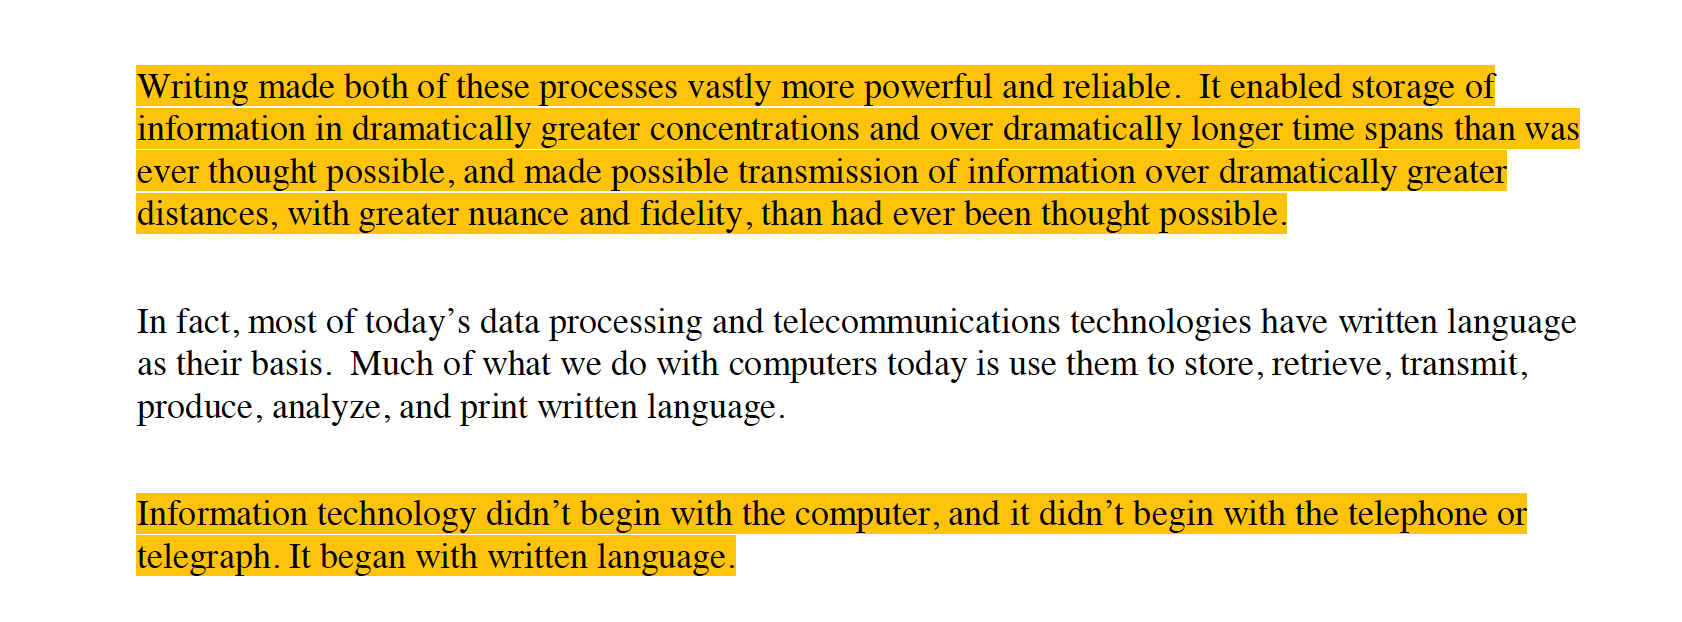 Writing made both of these processes vastly more powerful and reliable.  It enabled storage of
information in dramatically greater concentrations and over dramatically longer time spans than was
ever thought possible, and made possible transmission of information over dramatically greater
distances, with greater nuance and fidelity, than had ever been thought possible.
In fact, most of today’s data processing and telecommunications technologies have written language
as their basis.  Much of what we do with computers today is use them to store, retrieve, transmit,
produce, analyze, and print written language.
Information technology didn’t begin with the computer, and it didn’t begin with the telephone or
telegraph. It began with written language.